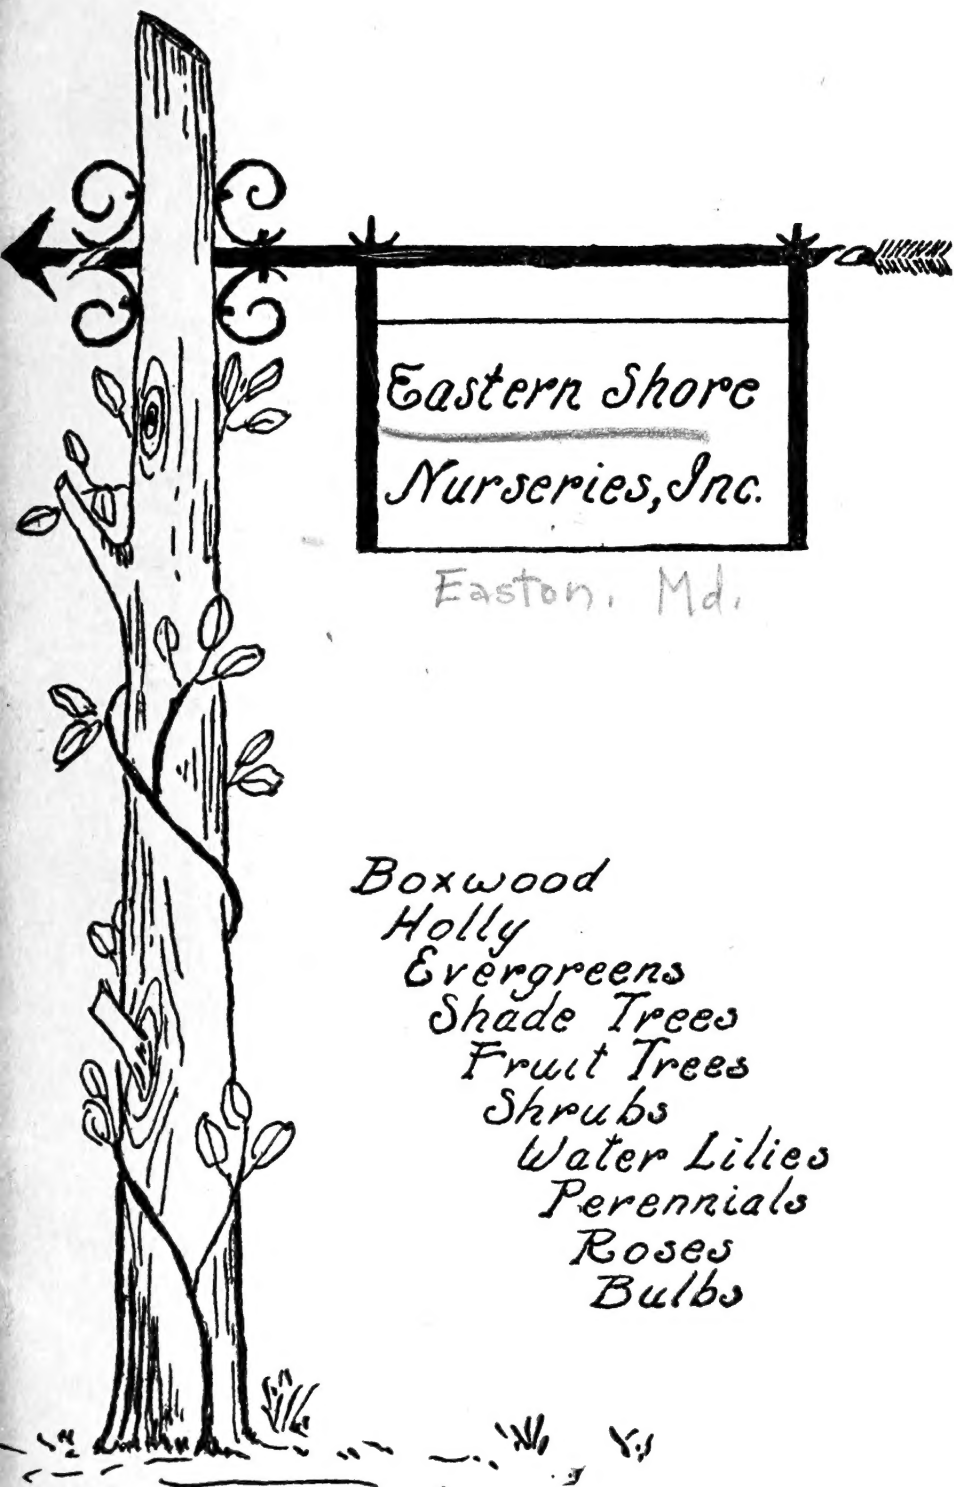 Eastern Shore
Nurseries, Inc.
Easton, Md.
Boxwood
Holly
Evergreens
Shade Trees
Fruit Trees
Shrubs
Water Lilies
Perennials
Roses
Bulbs